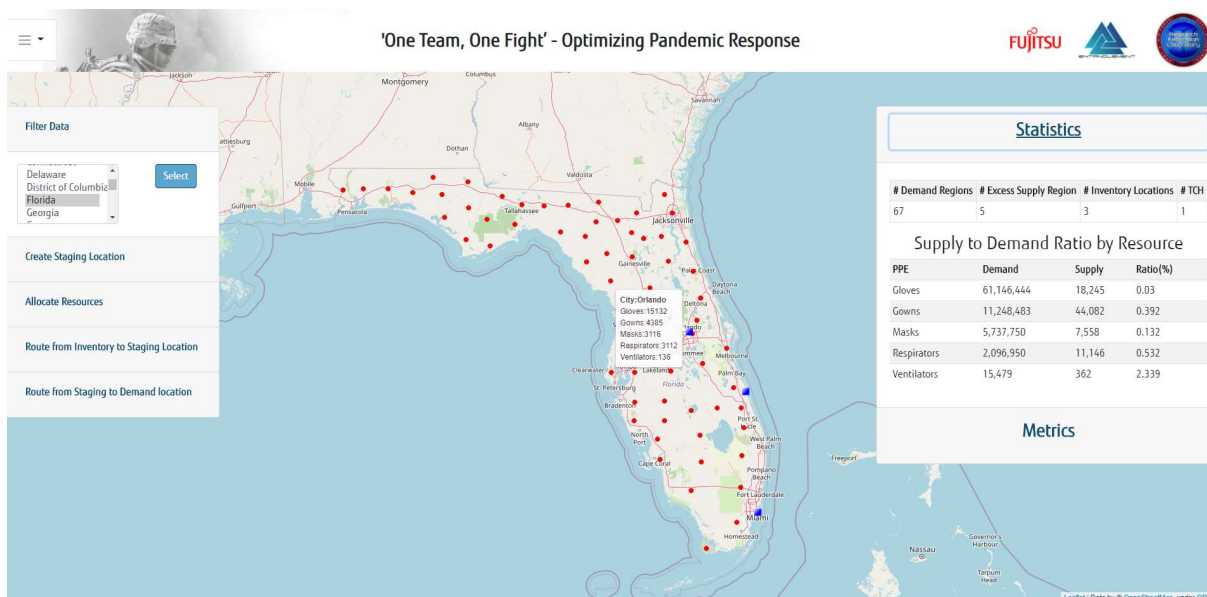 'One Team, One Fight' - Optimizing Pandemic Response
FUJITSU
ENTANGLEMENT
Filter Data
Delaware
District of Columbia
Florida
Georgia
Select
Create Staging Location
Allocate Resources
Route from Inventory to Staging Location
Route from Staging to Demand location
Statistics
# Demand Regions # Excess Supply Region # Inventory Locations # TCH
67 5 3 1
Supply to Demand Ratio by Resource
PPE Demand Supply Ratio(%)
Gloves 61,146,444 18,245 0.03
Gowns 11,248,483 44,082 0.392
Masks 5,737,750 7,558 0.132
Respirators 2,096,950 11,146 0.532
Ventilators 15,479 362 2.339
Metrics
Jackson
Montgomery
Columbus
Savannah
Albany
Dothan
Valdosta
Mobile
Gulfport
Pensacola
Tallahassee
Jacksonville
Gainesville
Palm Coast
Daytona
Beach
Deltona
City:Orlando
Gloves:15132
Gowns:4385
Masks:3116
Respirators:3112
Ventilators:136
Melbourne
Clearwater
Lakeland
Florida
Palm Bay
St. Petersburg
Bradenton
Port St.
North
Port
West Palm
Beach
Cape Coral
Pompano
Beach
Fort Lauderdale
Miami
Homestead
Freeport
Nassau
Governor's
Harbour
Tarpum
Head